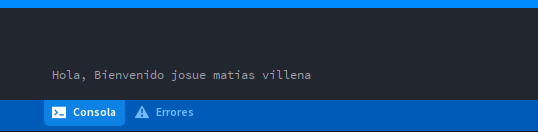 Hola, Bienvenido josue matias villena
Consola Errores